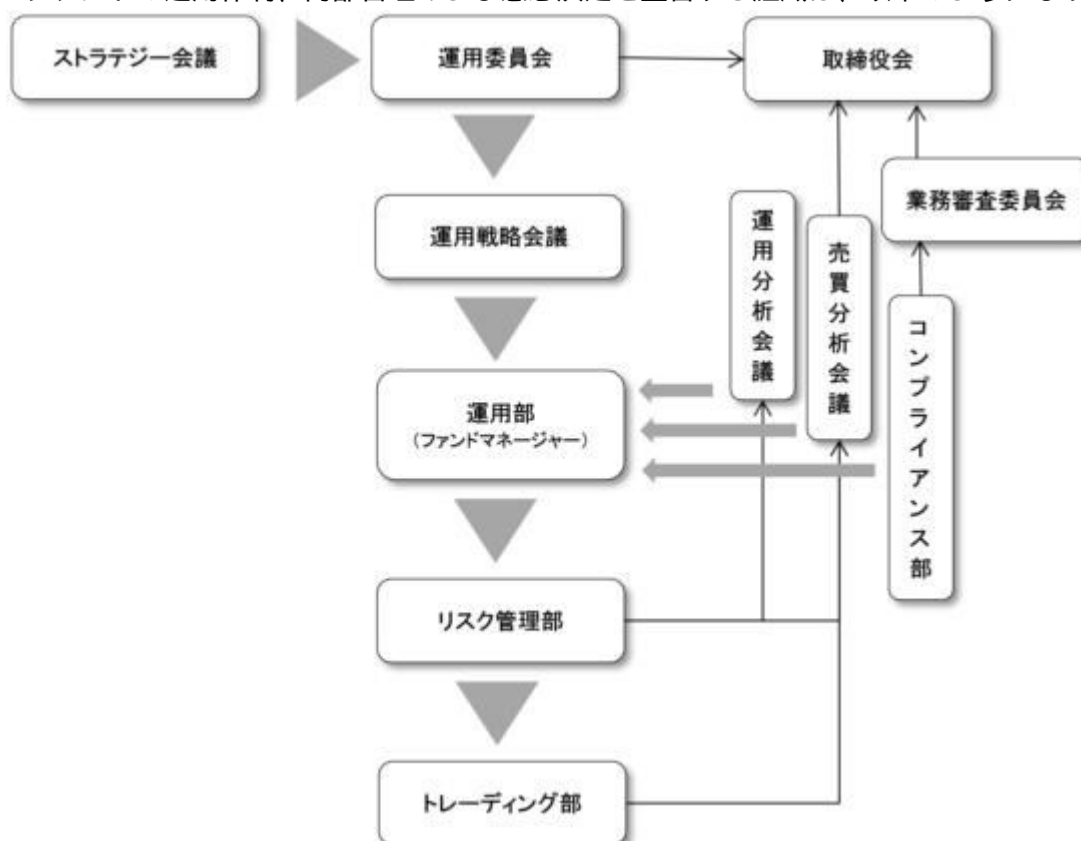 ストラテジー会議
運用委員会
取締役会
業務審査委員会
運用戦略会議
運用分析会議
売買分析会議
コンプライアンス部
運用部
(ファンドマネージャー)
リスク管理部
トレーディング部